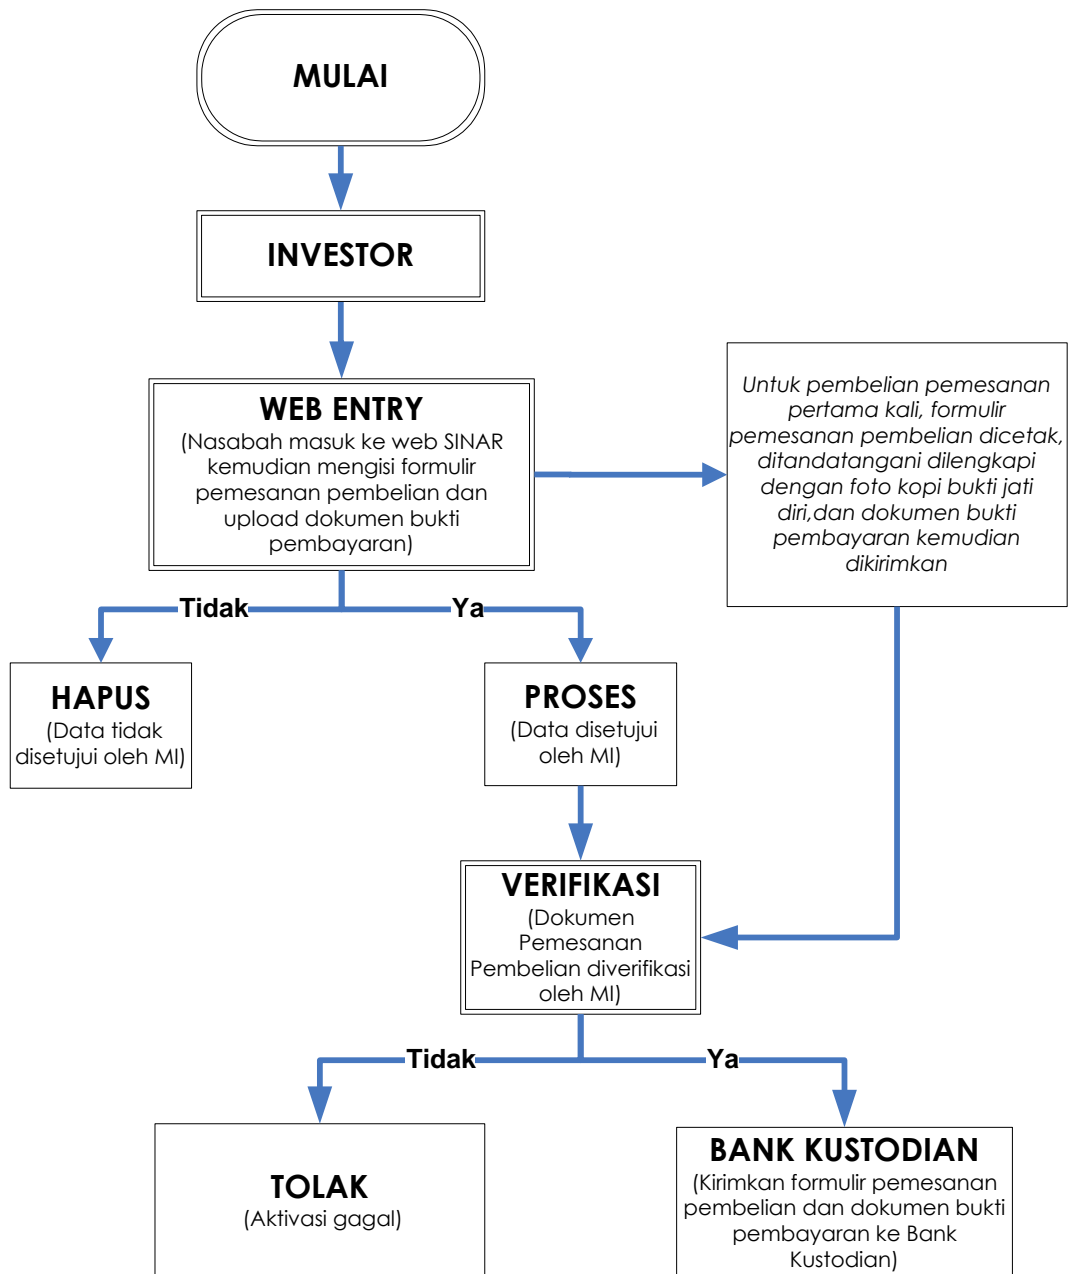 MULAI
INVESTOR
WEB ENTRY
(Nasabah masuk ke web SINAR
kemudian mengisi formulir
pemesanan pembelian dan
upload dokumen bukti
pembayaran)
Untuk pembelian pemesanan
pertama kali, formulir
pemesanan pembelian dicetak,
ditandatangani dilengkapi
dengan foto kopi bukti jati
diri,dan dokumen bukti
pembayaran kemudian
dikirimkan
Tidak
Ya
HAPUS
(Data tidak
disetujui oleh MI)
PROSES
(Data disetujui
oleh MI)
VERIFIKASI
(Dokumen
Pemesanan
Pembelian diverifikasi
oleh MI)
Tidak
Ya
TOLAK
(Aktivasi gagal)
BANK KUSTODIAN
(Kirimkan formulir pemesanan
pembelian dan dokumen bukti
pembayaran ke Bank
Kustodian)